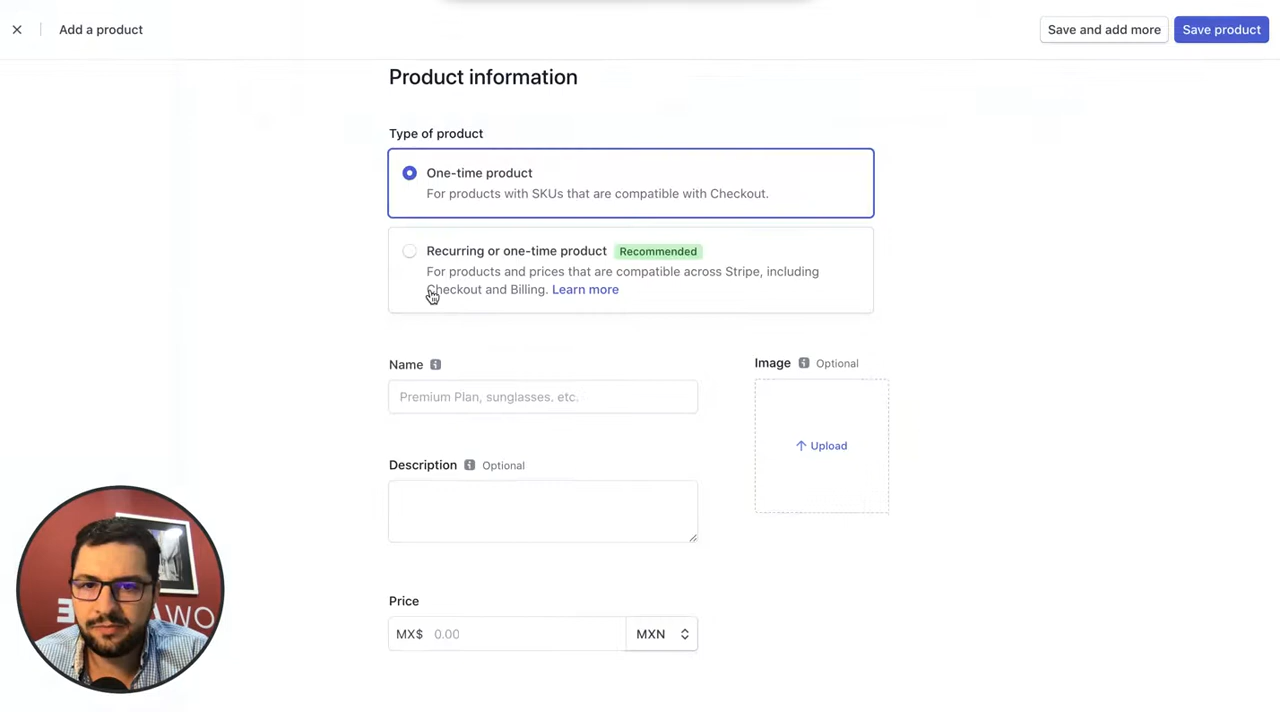 Add a product
Save and add more
Save product
Product information
Type of product
One-time product
For products with SKUs that are compatible with Checkout.
Recurring or one-time product Recommended
For products and prices that are compatible across Stripe, including
Checkout and Billing. Learn more
Name
Premium Plan, sunglasses, etc.
Image Optional
Upload
Description Optional
Price
MX$ 0.00 MXN